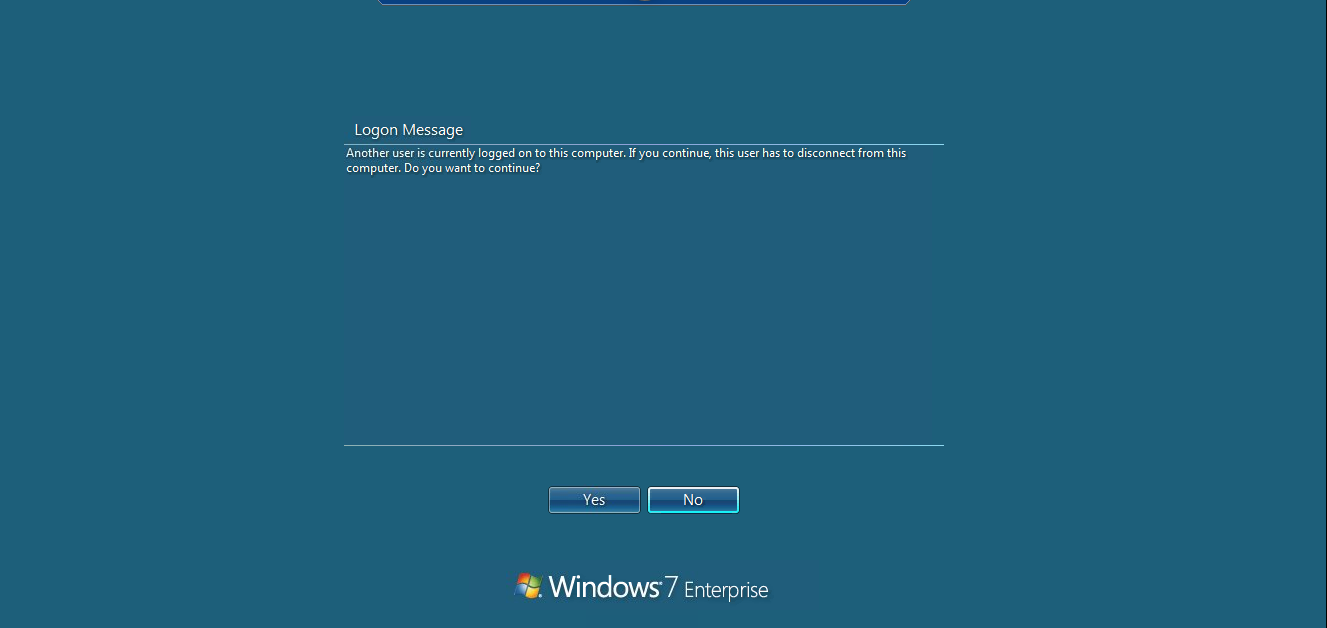 Logon Message
Another user is currently logged on to this computer. If you continue, this user has to disconnect from this
computer. Do you want to continue?
Yes
No
Windows 7 Enterprise